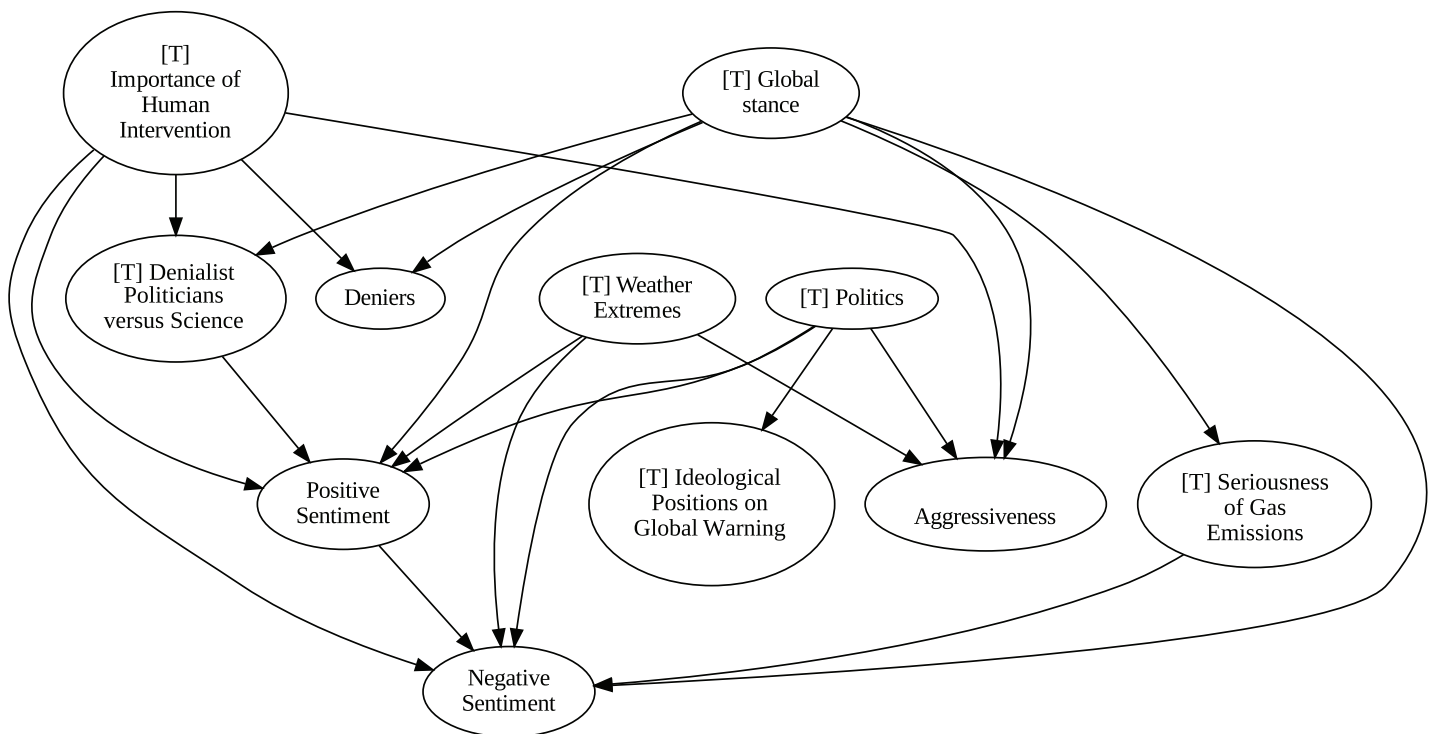 [T]
Importance of
Human
Intervention
[T] Global
stance
[T] Denialist
Politicians
versus Science
Deniers
[T] Weather
Extremes
[T] Politics
Positive
Sentiment
[T] Ideological
Positions on
Global Warning
Aggressiveness
[T] Seriousness
of Gas
Emissions
Negative
Sentiment